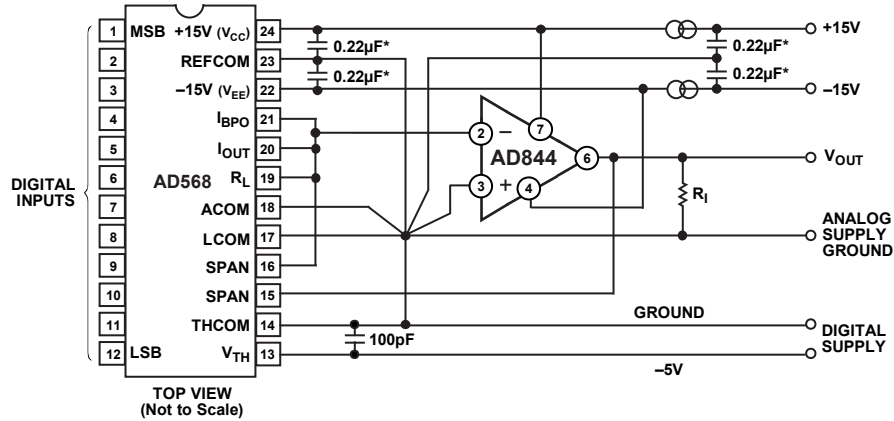 1 MSB +15V (VCC) 24
2 REFCOM 23
3 –15V (VEE) 22
4 IBPO 21
5 IOUT 20
6 AD568 RL 19
7 ACOM 18
8 LCOM 17
9 SPAN 16
10 SPAN 15
11 THCOM 14
12 LSB VTH 13
DIGITAL
INPUTS
TOP VIEW
(Not to Scale)
0.22µF*
0.22µF*
100pF
2 –
3 +
AD844
7
4
6
0.22µF*
0.22µF*
+15V
–15V
VOUT
RI
ANALOG
SUPPLY
GROUND
GROUND
DIGITAL
SUPPLY
–5V